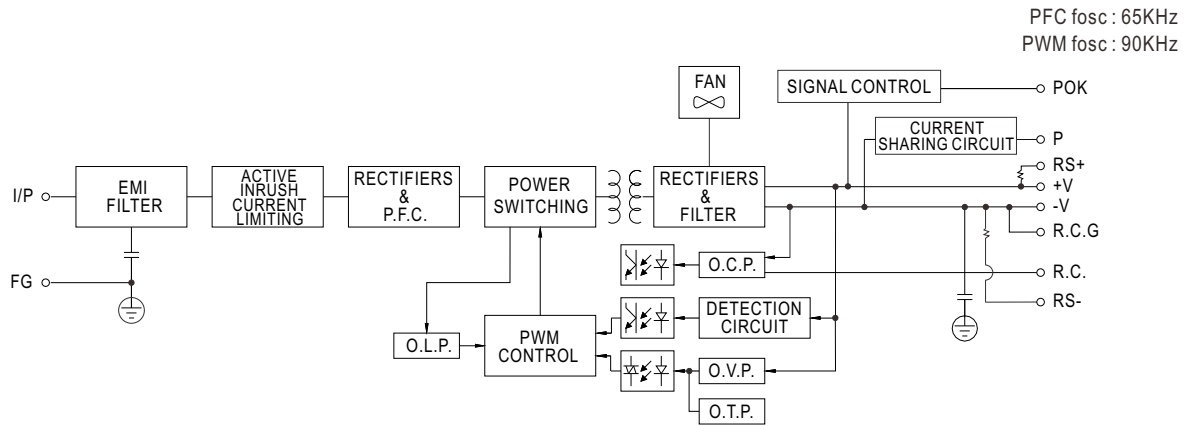 PFC fosc : 65KHz
PWM fosc : 90KHz
FAN
SIGNAL CONTROL
POK
CURRENT
SHARING CIRCUIT
P
RS+
+V
-V
R.C.G
R.C.
RS-
I/P
EMI
FILTER
ACTIVE
INRUSH
CURRENT
LIMITING
RECTIFIERS
&
P.F.C.
POWER
SWITCHING
RECTIFIERS
&
FILTER
FG
O.C.P.
DETECTION
CIRCUIT
O.L.P.
PWM
CONTROL
O.V.P.
O.T.P.